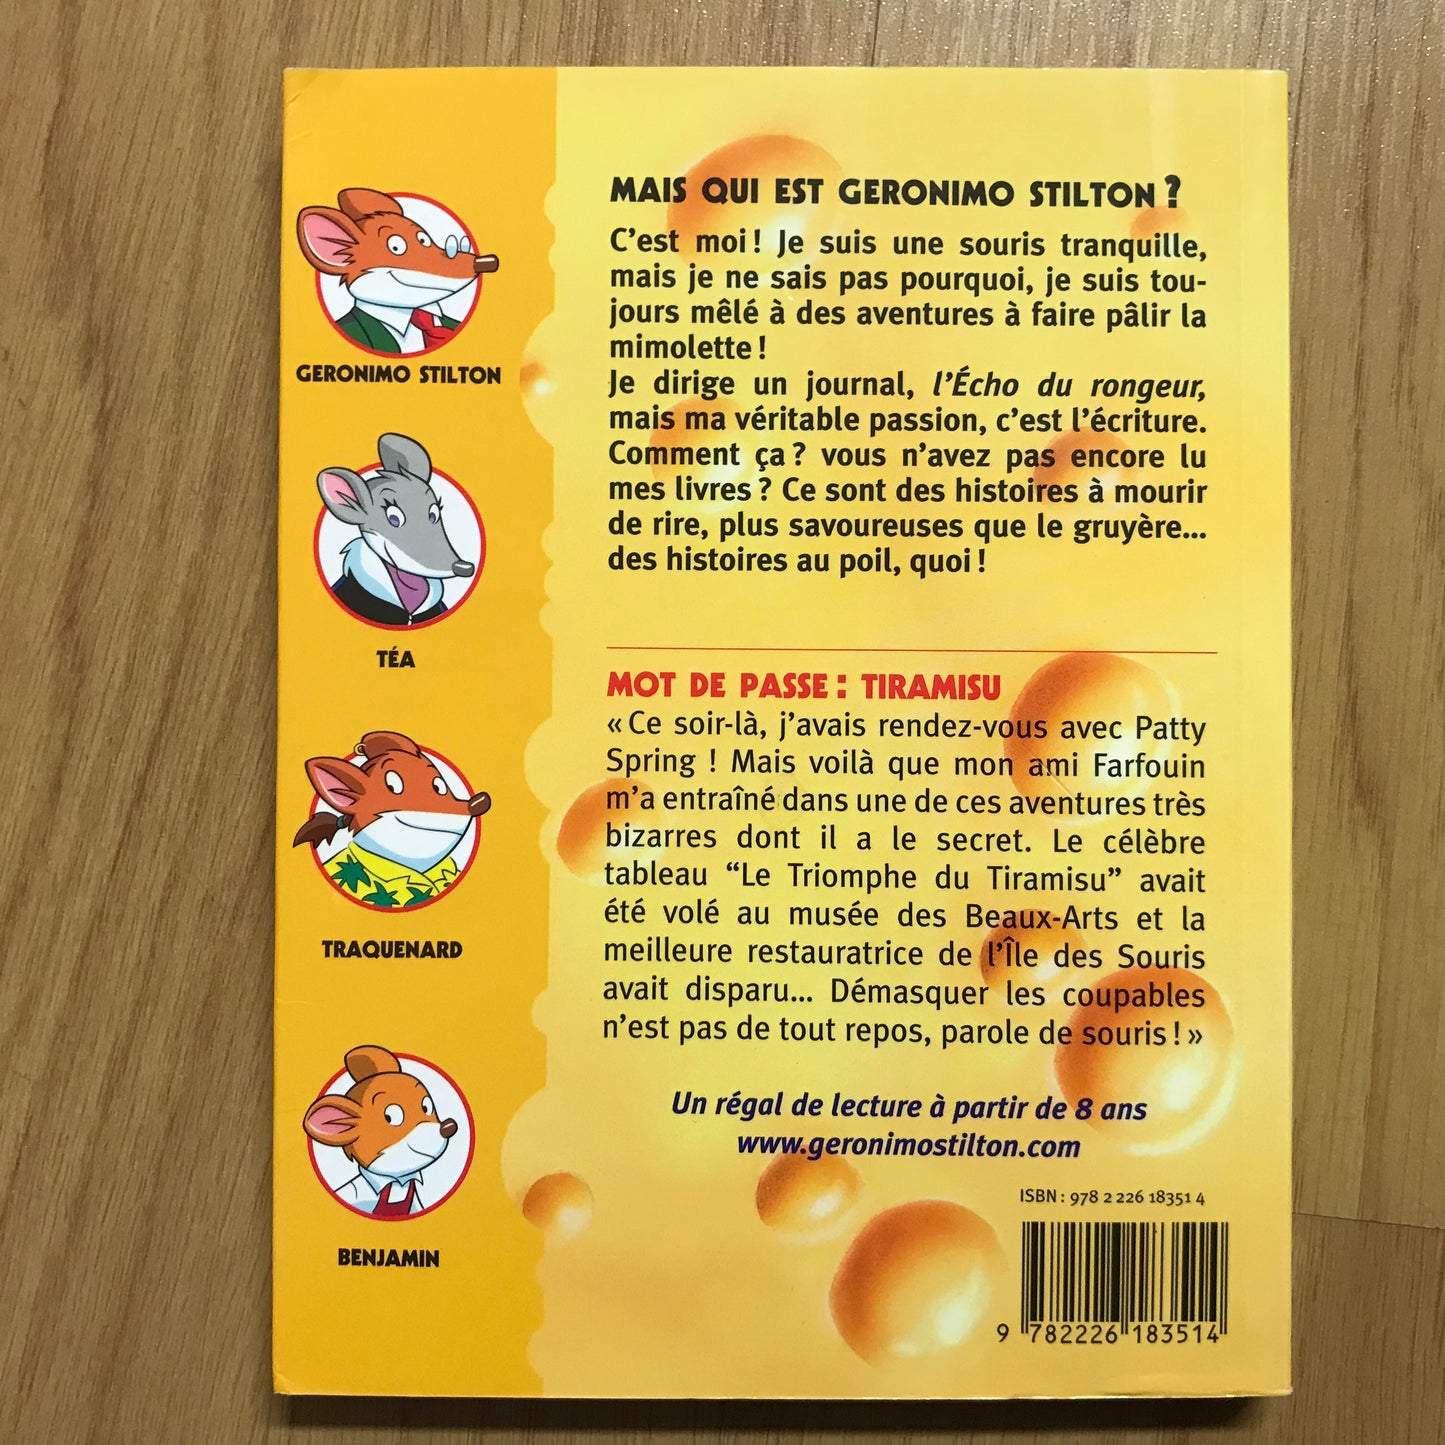 GERONIMO STILTON
TÉA
TRAQUENARD
BENJAMIN
MAIS QUI EST GERONIMO STILTON ?
C'est moi ! Je suis une souris tranquille,
mais je ne sais pas pourquoi, je suis tou-
jours mêlé à des aventures à faire pâlir la
mimolette !
Je dirige un journal, l'Écho du rongeur,
mais ma véritable passion, c'est l'écriture.
Comment ça ? vous n'avez pas encore lu
mes livres ? Ce sont des histoires à mourir
de rire, plus savoureuses que le gruyère...
des histoires au poil, quoi !
MOT DE PASSE : TIRAMISU
« Ce soir-là, j'avais rendez-vous avec Patty
Spring ! Mais voilà que mon ami Farfouin
m'a entraîné dans une de ces aventures très
bizarres dont il a le secret. Le célèbre
tableau “Le Triomphe du Tiramisu” avait
été volé au musée des Beaux-Arts et la
meilleure restauratrice de l'Île des Souris
avait disparu... Démasquer les coupables
n'est pas de tout repos, parole de souris ! »
Un régal de lecture à partir de 8 ans
www.geronimostilton.com
ISBN : 978 2 226 18351 4
9 782226 183514